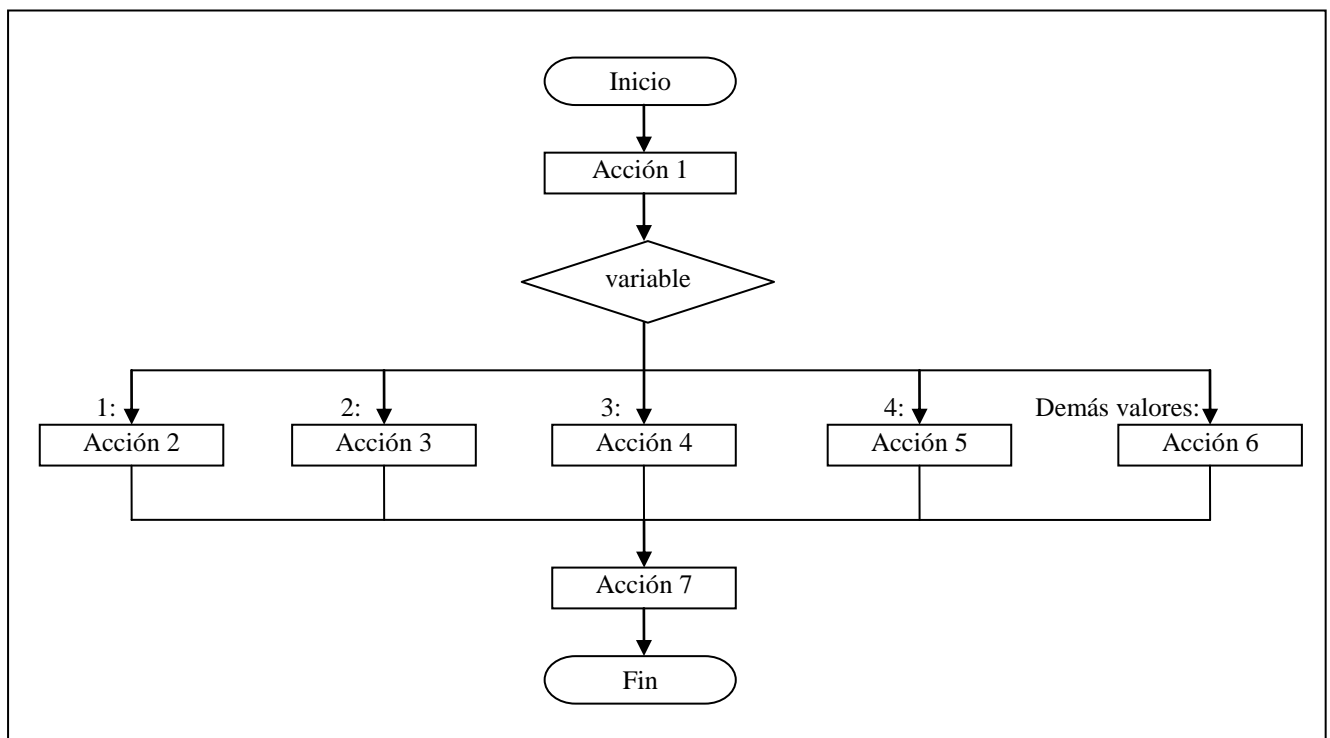 Inicio
Acción 1
variable
1:
2:
3:
4:
Demás valores:
Acción 2
Acción 3
Acción 4
Acción 5
Acción 6
Acción 7
Fin